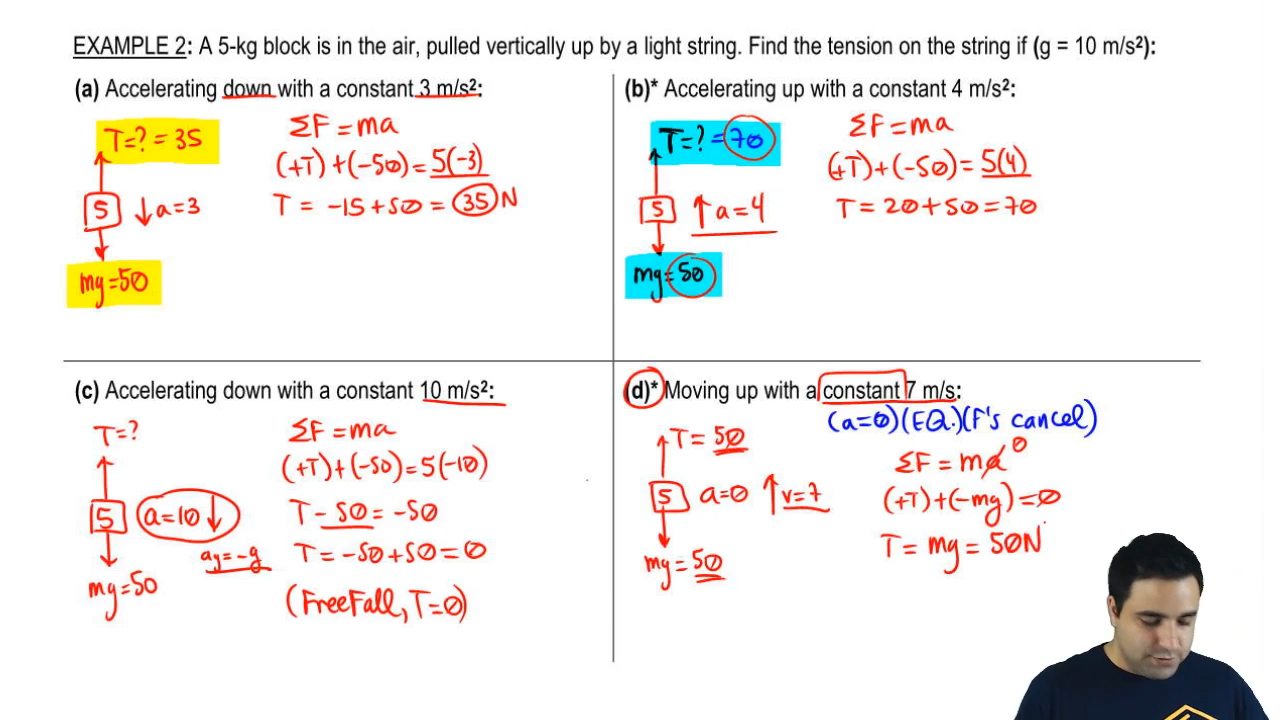 EXAMPLE 2: A 5-kg block is in the air, pulled vertically up by a light string. Find the tension on the string if (g = 10 m/s²):
(a) Accelerating down with a constant 3 m/s²:
T=? = 35
ΣF = ma
(+T) + (-50) = 5(-3)
5
↓ a=3
T = -15 + 50 = 35 N
mg=50
(b)* Accelerating up with a constant 4 m/s²:
T=? = 70
ΣF = ma
(+T) + (-50) = 5(4)
5
↑ a=4
T = 20 + 50 = 70
mg=50
(c) Accelerating down with a constant 10 m/s²:
T=?
ΣF = ma
(+T) + (-50) = 5(-10)
5
a=10 ↓
T - 50 = -50
ay=-g
T = -50 + 50 = 0
mg=50
(FreeFall, T=0)
(d)* Moving up with a constant 7 m/s:
(a=0)(EQ.)(F's cancel)
T = 50
ΣF = ma 0
5
a=0 ↑ v=7
(+T) + (-mg) = 0
T = mg = 50N
mg = 50